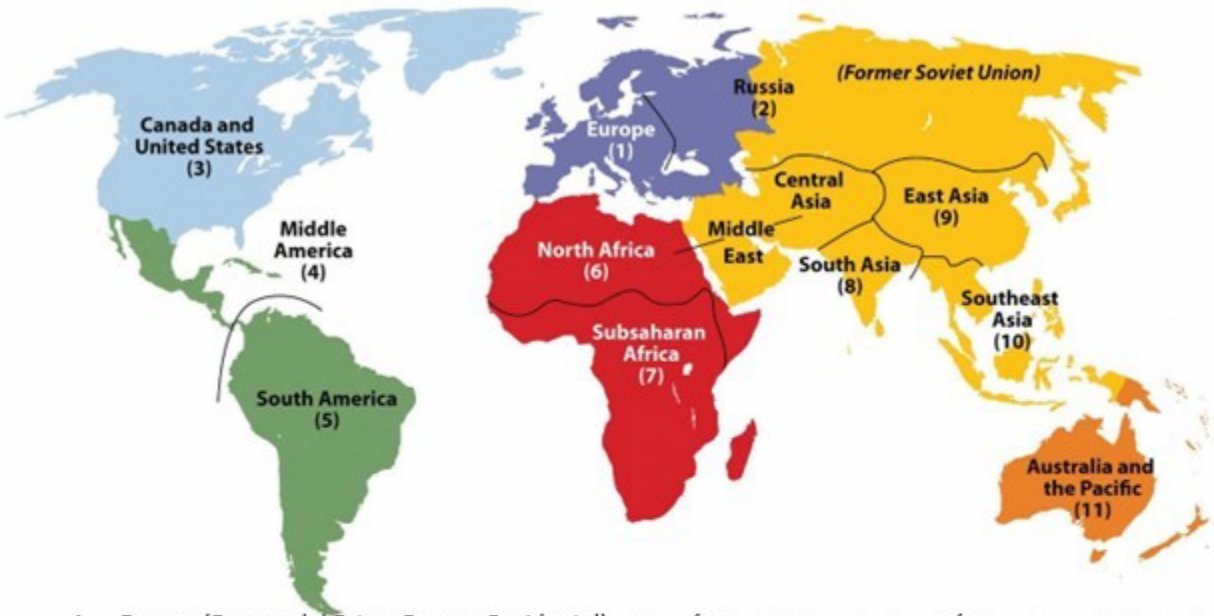 (Former Soviet Union)
Russia
(2)
Canada and
United States
(3)
Europe
(1)
Central
Asia
East Asia
(9)
Middle
America
(4)
Middle
East
North Africa
(6)
South Asia
(8)
Southeast
Asia
(10)
Subsaharan
Africa
(7)
South America
(5)
Australia and
the Pacific
(11)